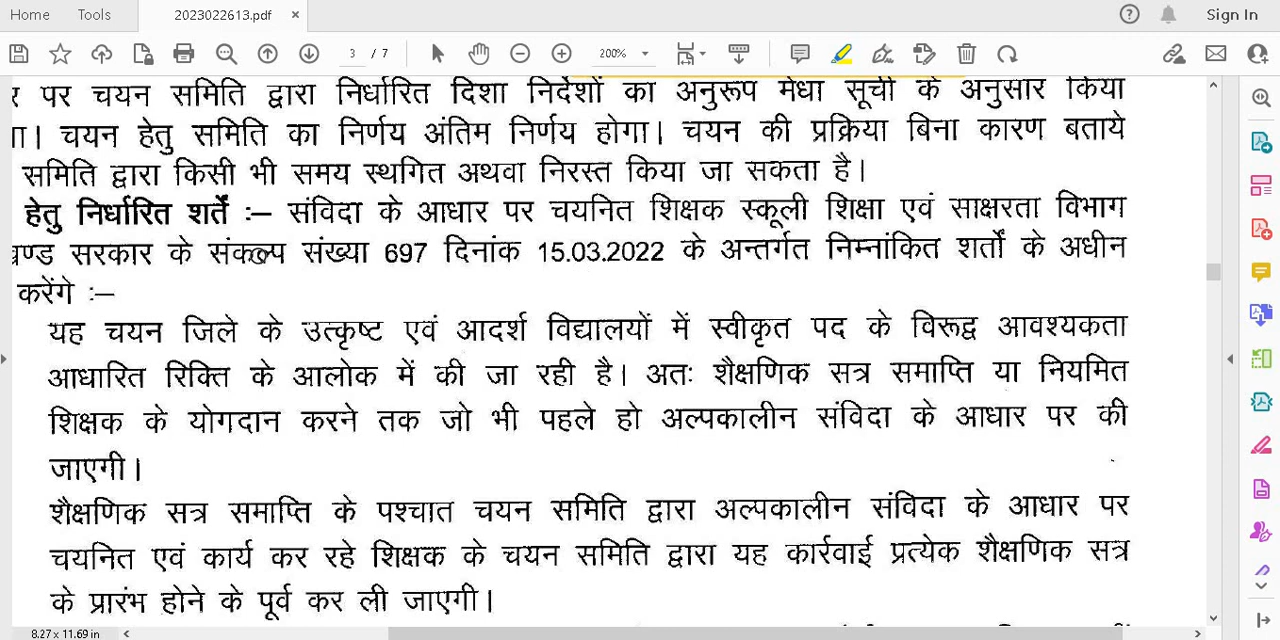 Home Tools 2023022613.pdf × Sign In
3 / 7 200%
पर चयन समिति द्वारा निर्धारित दिशा निर्देशों का अनुरूप मेधा सूची के अनुसार किया
चयन हेतु समिति का निर्णय अंतिम निर्णय होगा। चयन की प्रक्रिया बिना कारण बताये
समिति द्वारा किसी भी समय स्थगित अथवा निरस्त किया जा सकता है।
हेतु निर्धारित शर्तें :– संविदा के आधार पर चयनित शिक्षक स्कूली शिक्षा एवं साक्षरता विभाग
सरकार के संकल्प संख्या 697 दिनांक 15.03.2022 के अन्तर्गत निम्नांकित शर्तों के अधीन
करेंगे :–
यह चयन जिले के उत्कृष्ट एवं आदर्श विद्यालयों में स्वीकृत पद के विरूद्व आवश्यकता
आधारित रिक्ति के आलोक में की जा रही है। अतः शैक्षणिक सत्र समाप्ति या नियमित
शिक्षक के योगदान करने तक जो भी पहले हो अल्पकालीन संविदा के आधार पर की
जाएगी।
शैक्षणिक सत्र समाप्ति के पश्चात चयन समिति द्वारा अल्पकालीन संविदा के आधार पर
चयनित एवं कार्य कर रहे शिक्षक के चयन समिति द्वारा यह कार्रवाई प्रत्येक शैक्षणिक सत्र
के प्रारंभ होने के पूर्व कर ली जाएगी।
8.27 x 11.69 in